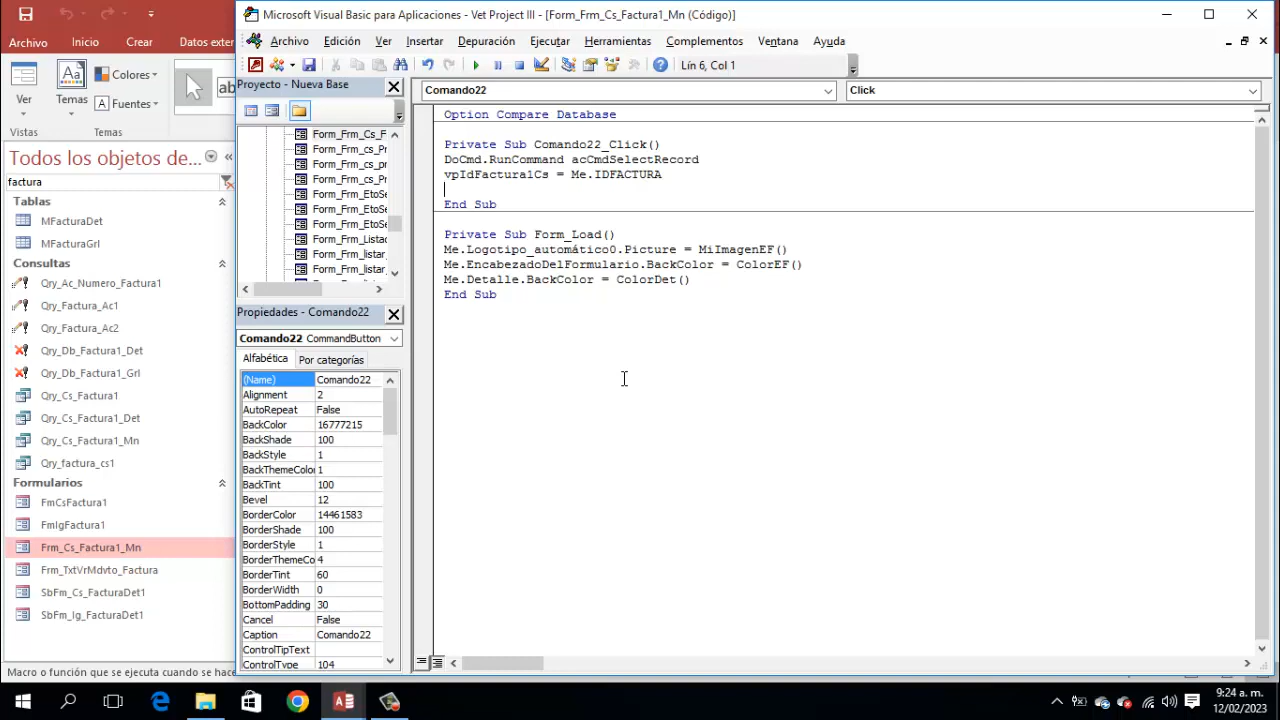 Microsoft Visual Basic para Aplicaciones - Vet Project III - [Form_Frm_Cs_Factura1_Mn (Código)]
Archivo Edición Ver Insertar Depuración Ejecutar Herramientas Complementos Ventana Ayuda
Lín 6, Col 1
Archivo Inicio Crear Datos exter
Ver
Temas
Colores
Fuentes
ab
Vistas Temas
Todos los objetos de...
factura
Tablas
MFacturaDet
MFacturaGrl
Consultas
Qry_Ac_Numero_Factura1
Qry_Factura_Ac1
Qry_Factura_Ac2
Qry_Db_Factura1_Det
Qry_Db_Factura1_Grl
Qry_Cs_Factura1
Qry_Cs_Factura1_Det
Qry_Cs_Factura1_Mn
Qry_factura_cs1
Formularios
FmCsFactura1
FmIgFactura1
Frm_Cs_Factura1_Mn
Frm_TxtVrMdvto_Factura
SbFm_Cs_FacturaDet1
SbFm_Ig_FacturaDet1
Macro o función que se ejecuta cuando se hace
Proyecto - Nueva Base
Form_Frm_Cs_F
Form_Frm_cs_Pr
Form_Frm_cs_pr
Form_Frm_cs_Pr
Form_Frm_EtoSe
Form_Frm_EtoSe
Form_Frm_EtoSe
Form_Frm_Listac
Form_Frm_listar_
Form_Frm_listar_
Propiedades - Comando22
Comando22 CommandButton
Alfabética Por categorías
(Name) Comando22
Alignment 2
AutoRepeat False
BackColor 16777215
BackShade 100
BackStyle 1
BackThemeColo 1
BackTint 100
Bevel 12
BorderColor 14461583
BorderShade 100
BorderStyle 1
BorderThemeCo 4
BorderTint 60
BorderWidth 0
BottomPadding 30
Cancel False
Caption Comando22
ControlTipText
ControlType 104
Comando22 Click
Option Compare Database
Private Sub Comando22_Click()
DoCmd.RunCommand acCmdSelectRecord
vpIdFactura1Cs = Me.IDFACTURA
End Sub
Private Sub Form_Load()
Me.Logotipo_automático0.Picture = MiImagenEF()
Me.EncabezadoDelFormulario.BackColor = ColorEF()
Me.Detalle.BackColor = ColorDet()
End Sub
9:24 a. m.
12/02/2023